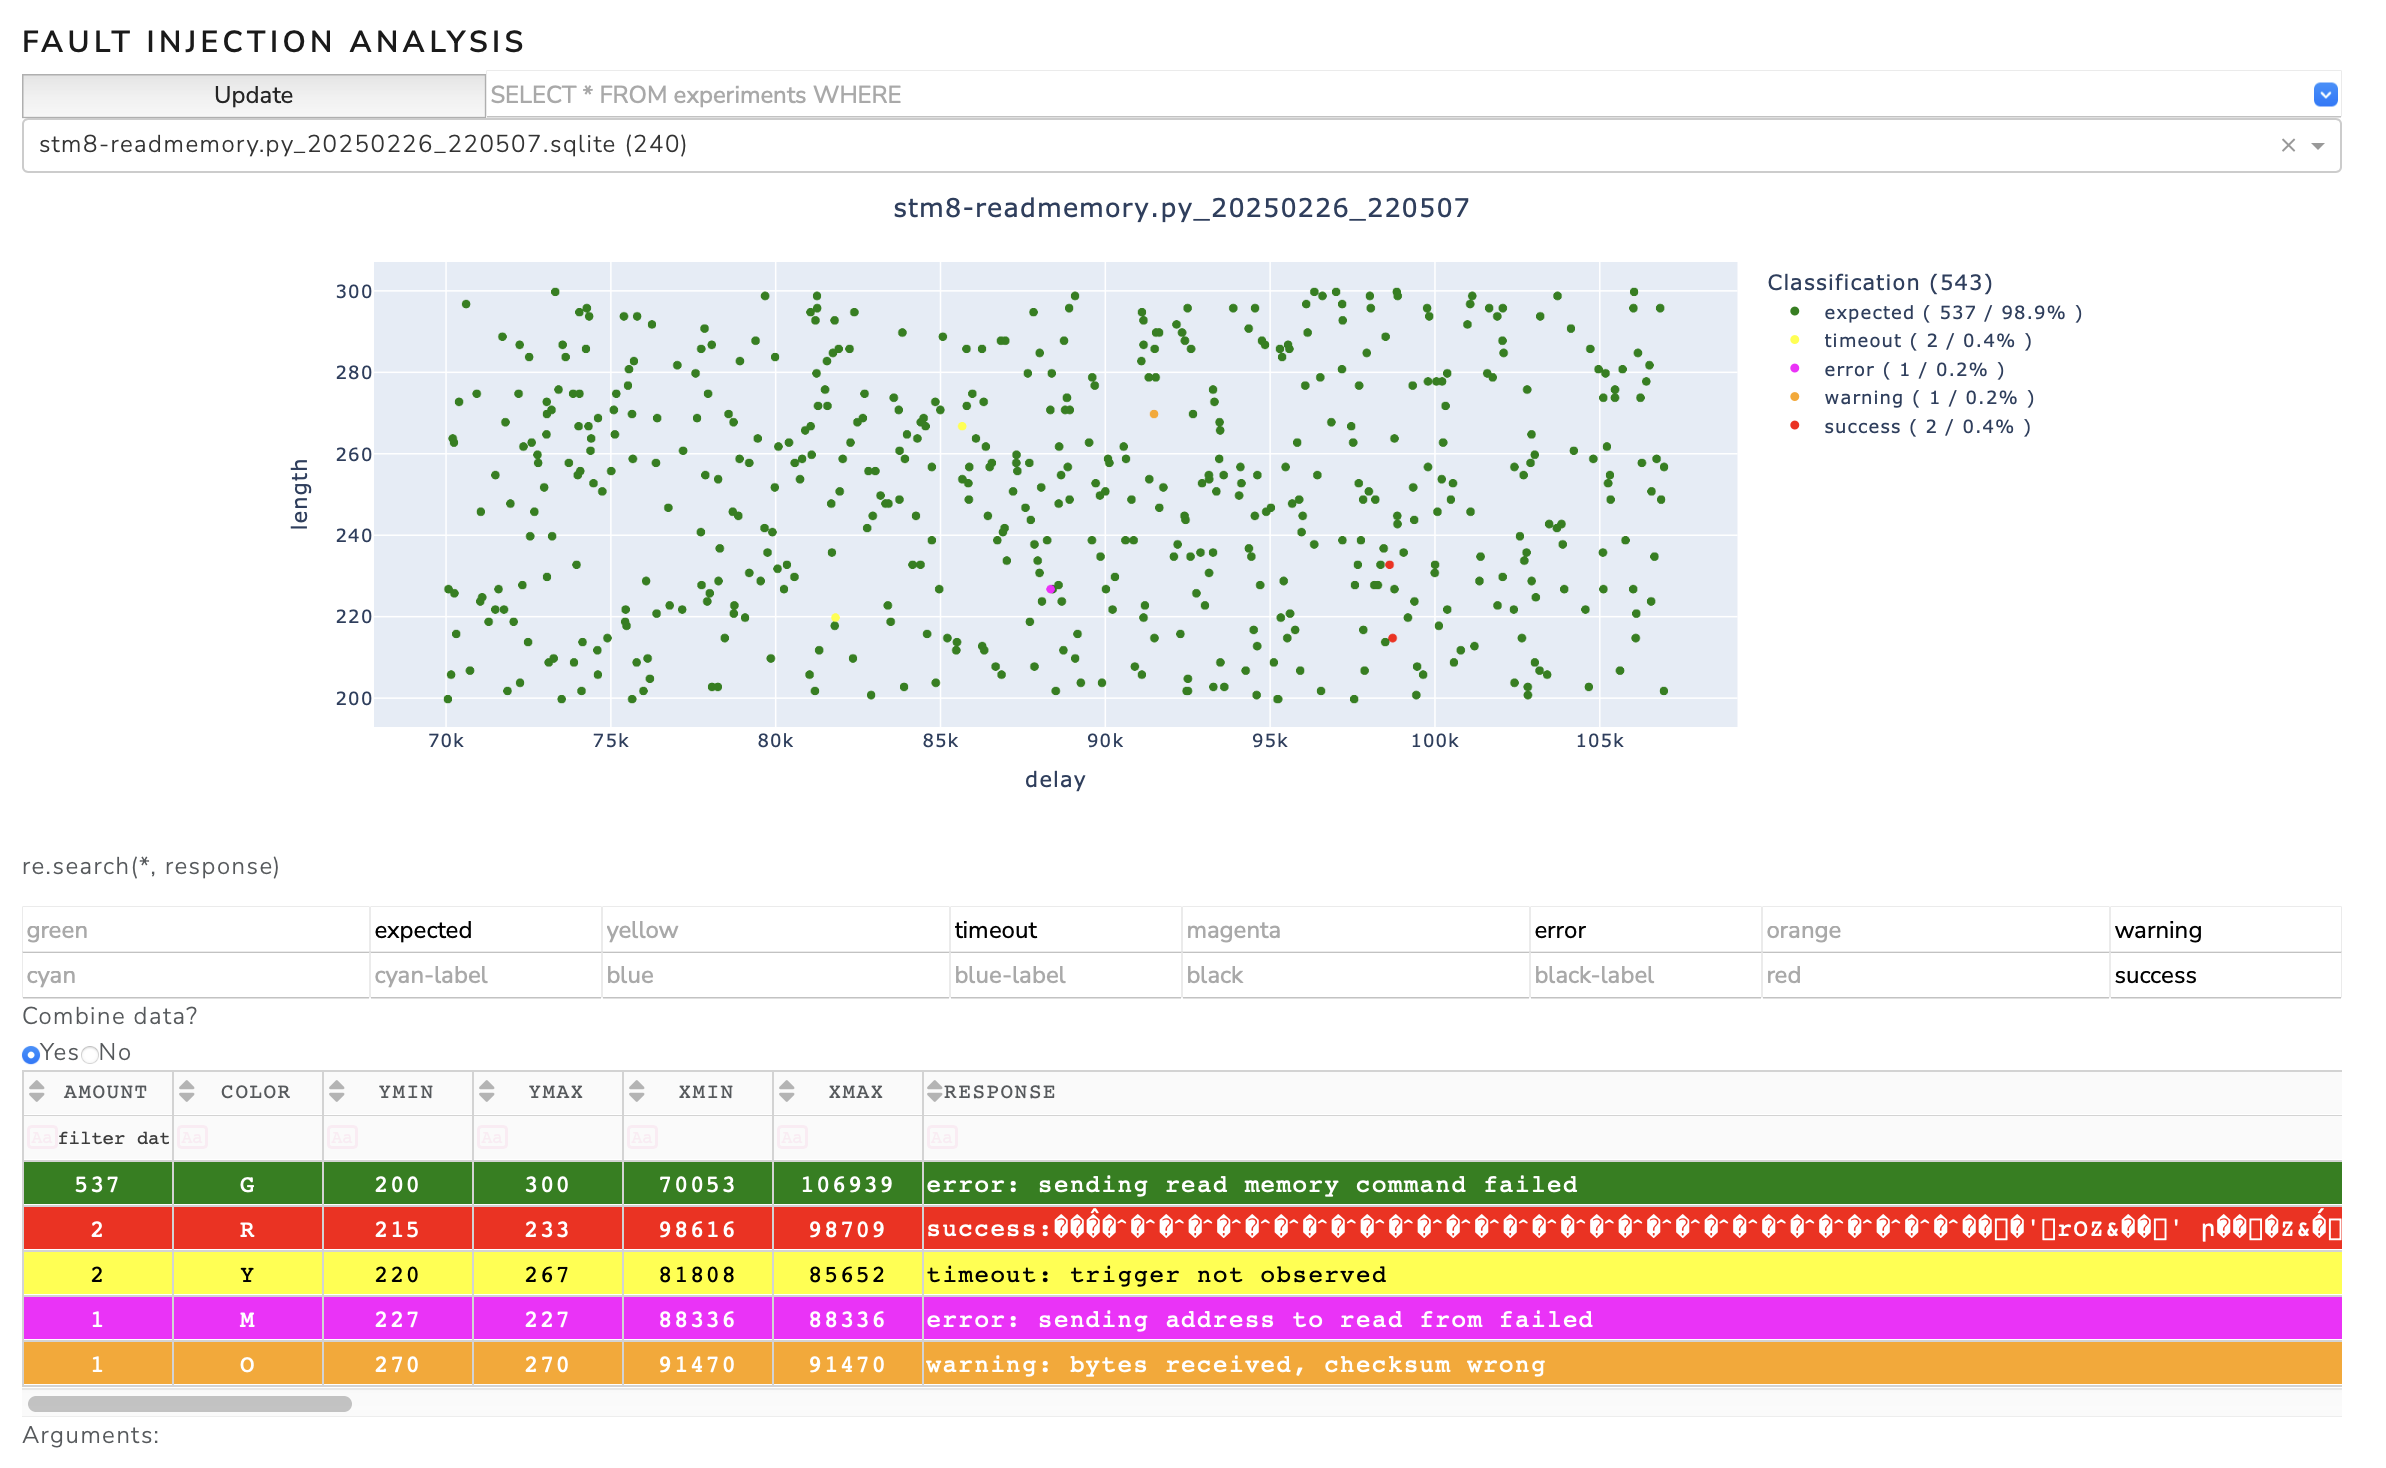 FAULT INJECTION ANALYSIS
Update SELECT * FROM experiments WHERE
stm8-readmemory.py_20250226_220507.sqlite (240)
stm8-readmemory.py_20250226_220507
Classification (543)
expected ( 537 / 98.9% )
timeout ( 2 / 0.4% )
error ( 1 / 0.2% )
warning ( 1 / 0.2% )
success ( 2 / 0.4% )
length
300
280
260
240
220
200
70k 75k 80k 85k 90k 95k 100k 105k
delay
re.search(*, response)
green expected yellow timeout magenta error orange warning
cyan cyan-label blue blue-label black black-label red success
Combine data?
Yes No
AMOUNT COLOR YMIN YMAX XMIN XMAX RESPONSE
Aa filter dat Aa Aa Aa Aa Aa Aa
537 G 200 300 70053 106939 error: sending read memory command failed
2 R 215 233 98616 98709 success:
2 Y 220 267 81808 85652 timeout: trigger not observed
1 M 227 227 88336 88336 error: sending address to read from failed
1 O 270 270 91470 91470 warning: bytes received, checksum wrong
Arguments: